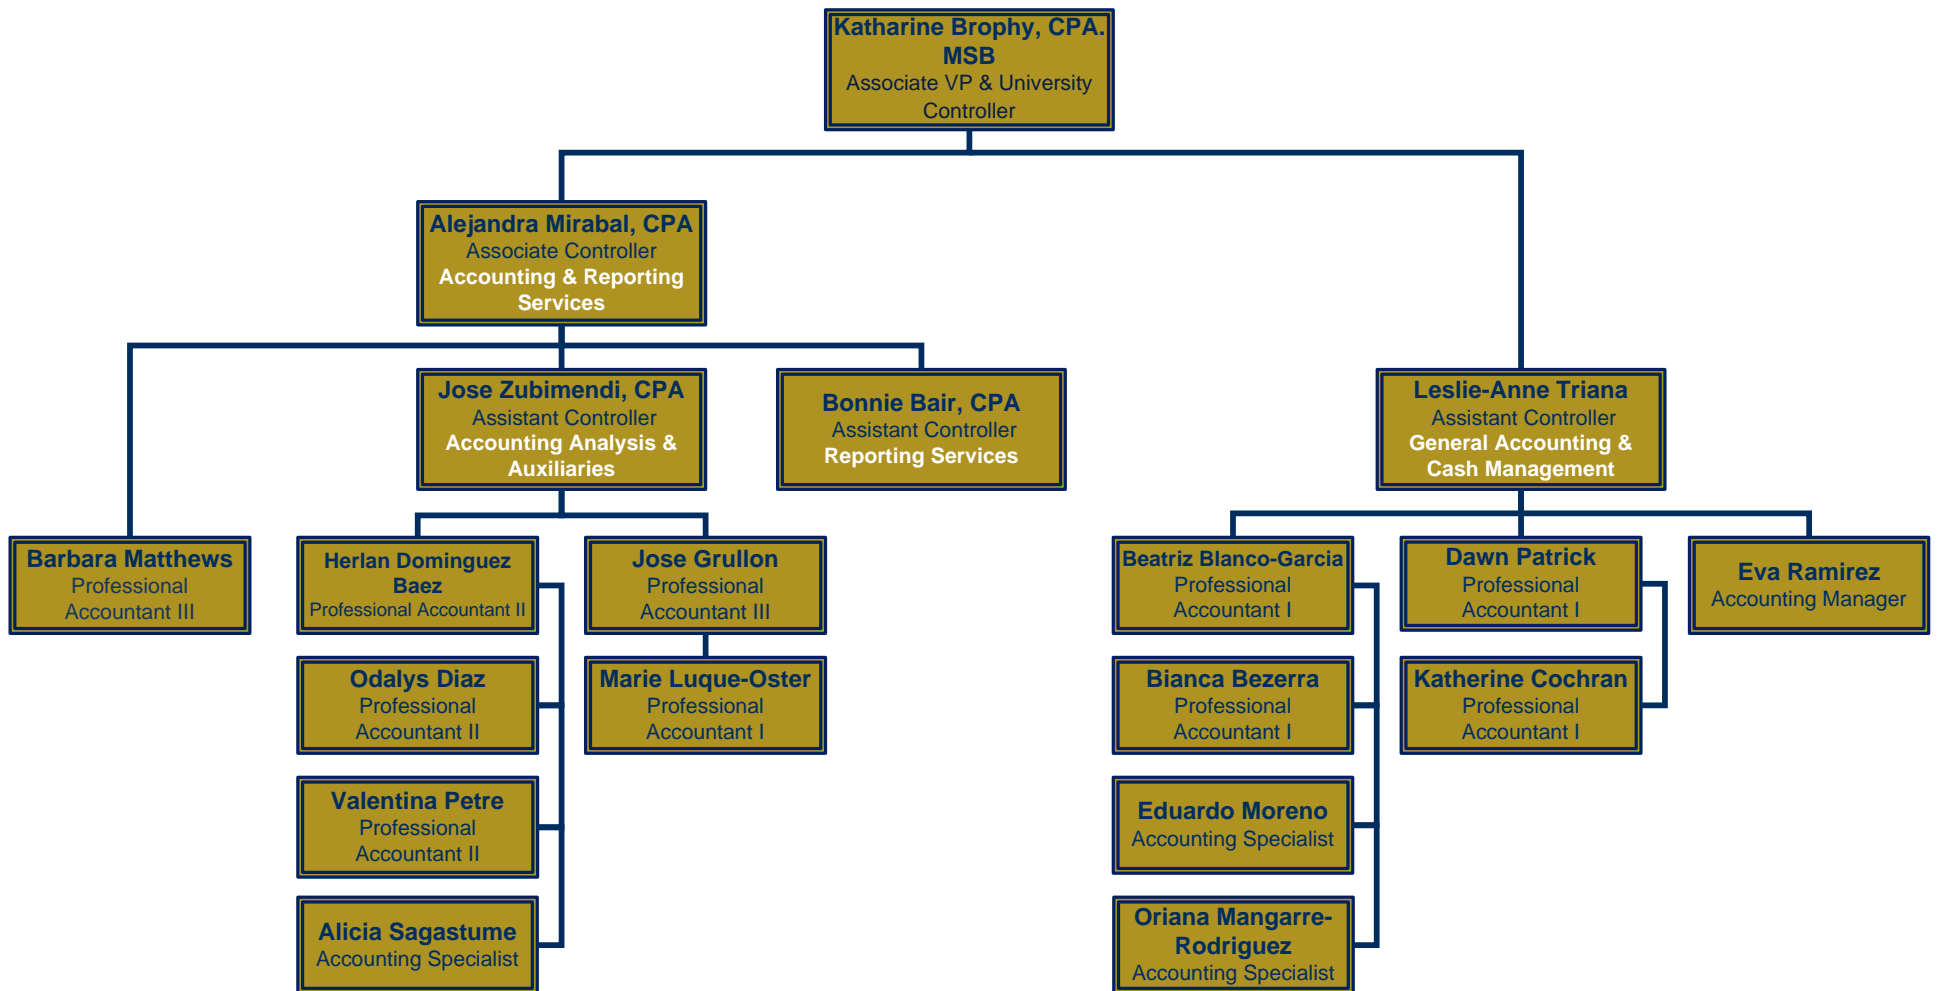 Katharine Brophy, CPA.
MSB
Associate VP & University
Controller
Alejandra Mirabal, CPA
Associate Controller
Accounting & Reporting
Services
Jose Zubimendi, CPA
Assistant Controller
Accounting Analysis &
Auxiliaries
Bonnie Bair, CPA
Assistant Controller
Reporting Services
Leslie-Anne Triana
Assistant Controller
General Accounting &
Cash Management
Barbara Matthews
Professional
Accountant III
Herlan Dominguez
Baez
Professional Accountant II
Jose Grullon
Professional
Accountant III
Beatriz Blanco-Garcia
Professional
Accountant I
Dawn Patrick
Professional
Accountant I
Eva Ramirez
Accounting Manager
Odalys Diaz
Professional
Accountant II
Marie Luque-Oster
Professional
Accountant I
Bianca Bezerra
Professional
Accountant I
Katherine Cochran
Professional
Accountant I
Valentina Petre
Professional
Accountant II
Eduardo Moreno
Accounting Specialist
Alicia Sagastume
Accounting Specialist
Oriana Mangarre-
Rodriguez
Accounting Specialist